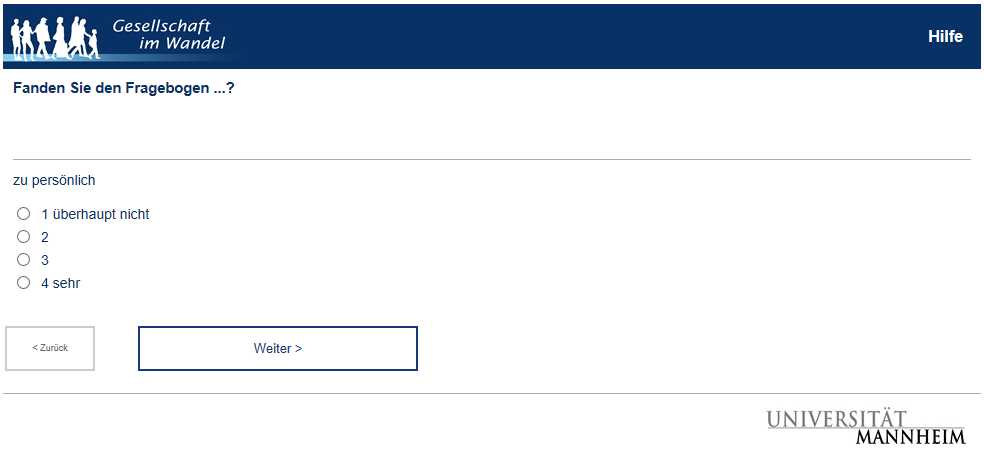 Gesellschaft
im Wandel
Hilfe
Fanden Sie den Fragebogen ...?
zu persönlich
1 überhaupt nicht
2
3
4 sehr
< Zurück
Weiter >
UNIVERSITÄT
MANNHEIM